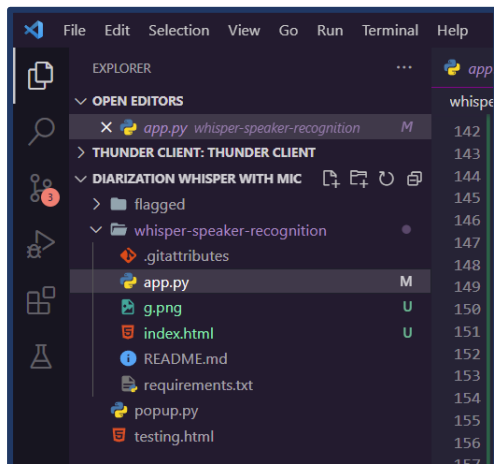 File Edit Selection View Go Run Terminal Help
EXPLORER
app
OPEN EDITORS
whispe
app.py whisper-speaker-recognition M
142
THUNDER CLIENT: THUNDER CLIENT
143
DIARIZATION WHISPER WITH MIC
144
flagged
145
3
whisper-speaker-recognition
146
147
.gitattributes
148
app.py M
149
g.png U
150
index.html U
151
README.md
152
requirements.txt
153
popup.py
154
155
testing.html
156
157